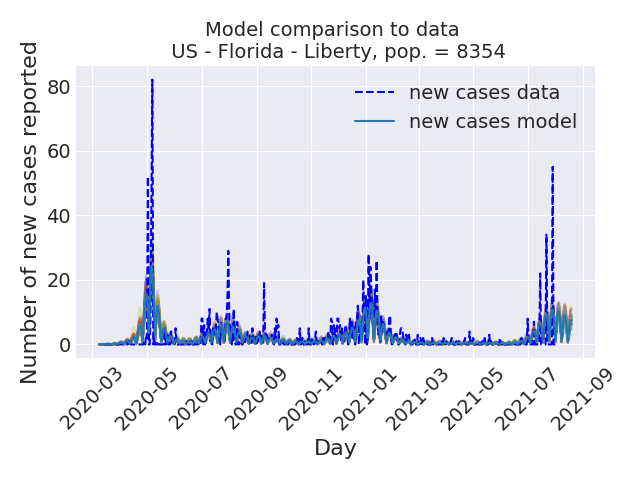 Model comparison to data
US - Florida - Liberty, pop. = 8354
Number of new cases reported
80
60
40
20
0
new cases data
new cases model
2020-03
2020-05
2020-07
2020-09
2020-11
2021-01
2021-03
2021-05
2021-07
2021-09
Day